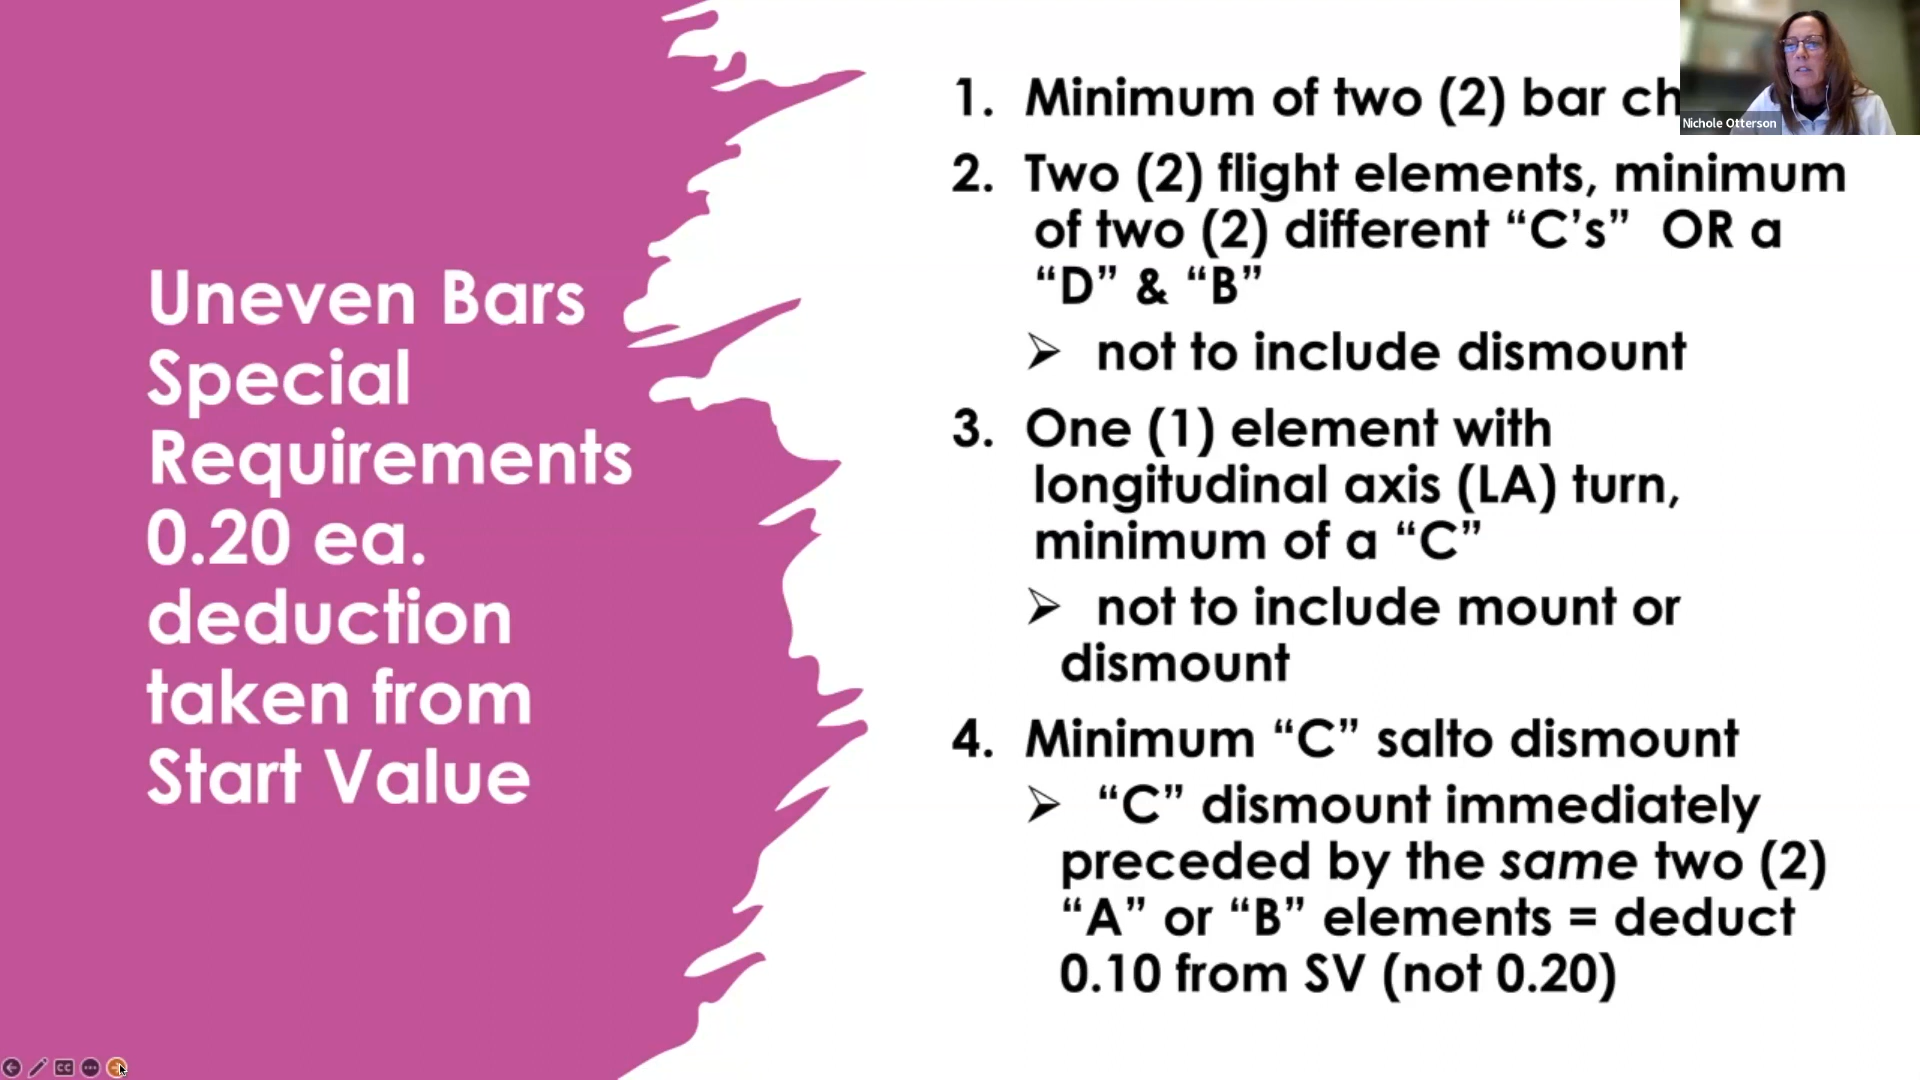 Uneven Bars
Special
Requirements
0.20 ea.
deduction
taken from
Start Value
1. Minimum of two (2) bar
2. Two (2) flight elements, minimum
of two (2) different “C’s” OR a
“D” & “B”
➢ not to include dismount
3. One (1) element with
longitudinal axis (LA) turn,
minimum of a “C”
➢ not to include mount or
dismount
4. Minimum “C” salto dismount
➢ “C” dismount immediately
preceded by the same two (2)
“A” or “B” elements = deduct
0.10 from SV (not 0.20)
Nichole Otterson
CC